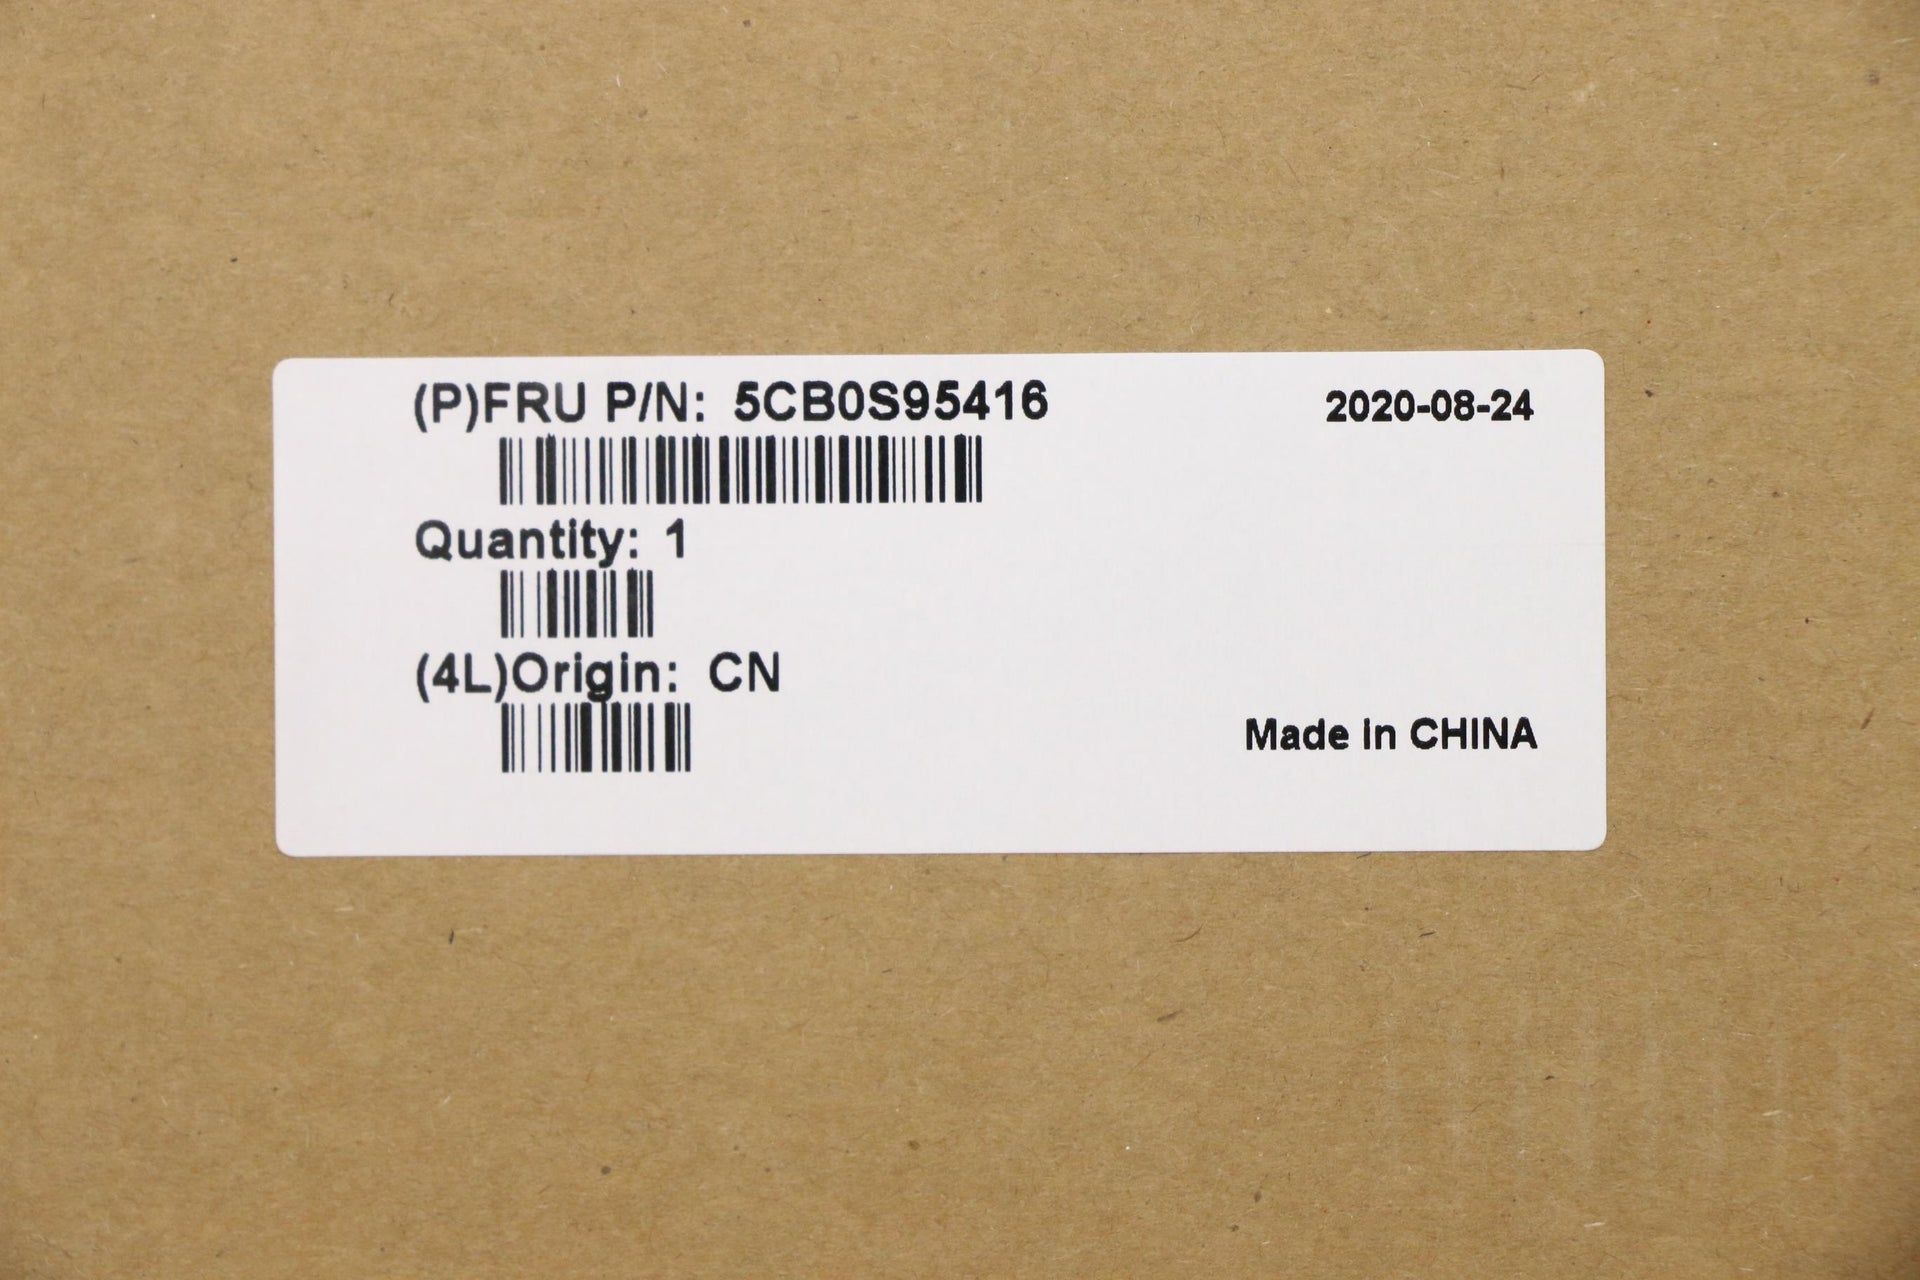 (P)FRU P/N: 5CB0S95416
2020-08-24
Quantity: 1
(4L)Origin: CN
Made in CHINA